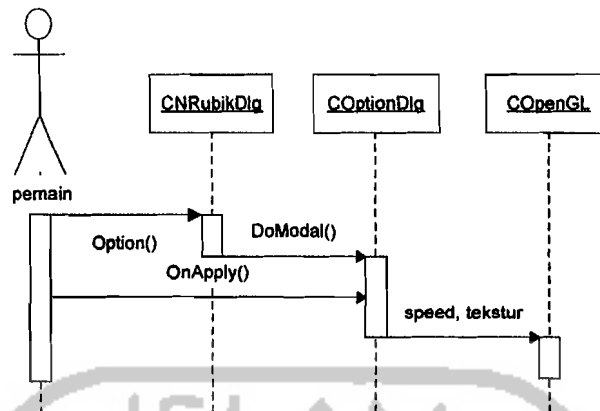 CNRubikDlg
COptionDlg
COpenGL
pemain
Option()
DoModal()
OnApply()
speed, tekstur